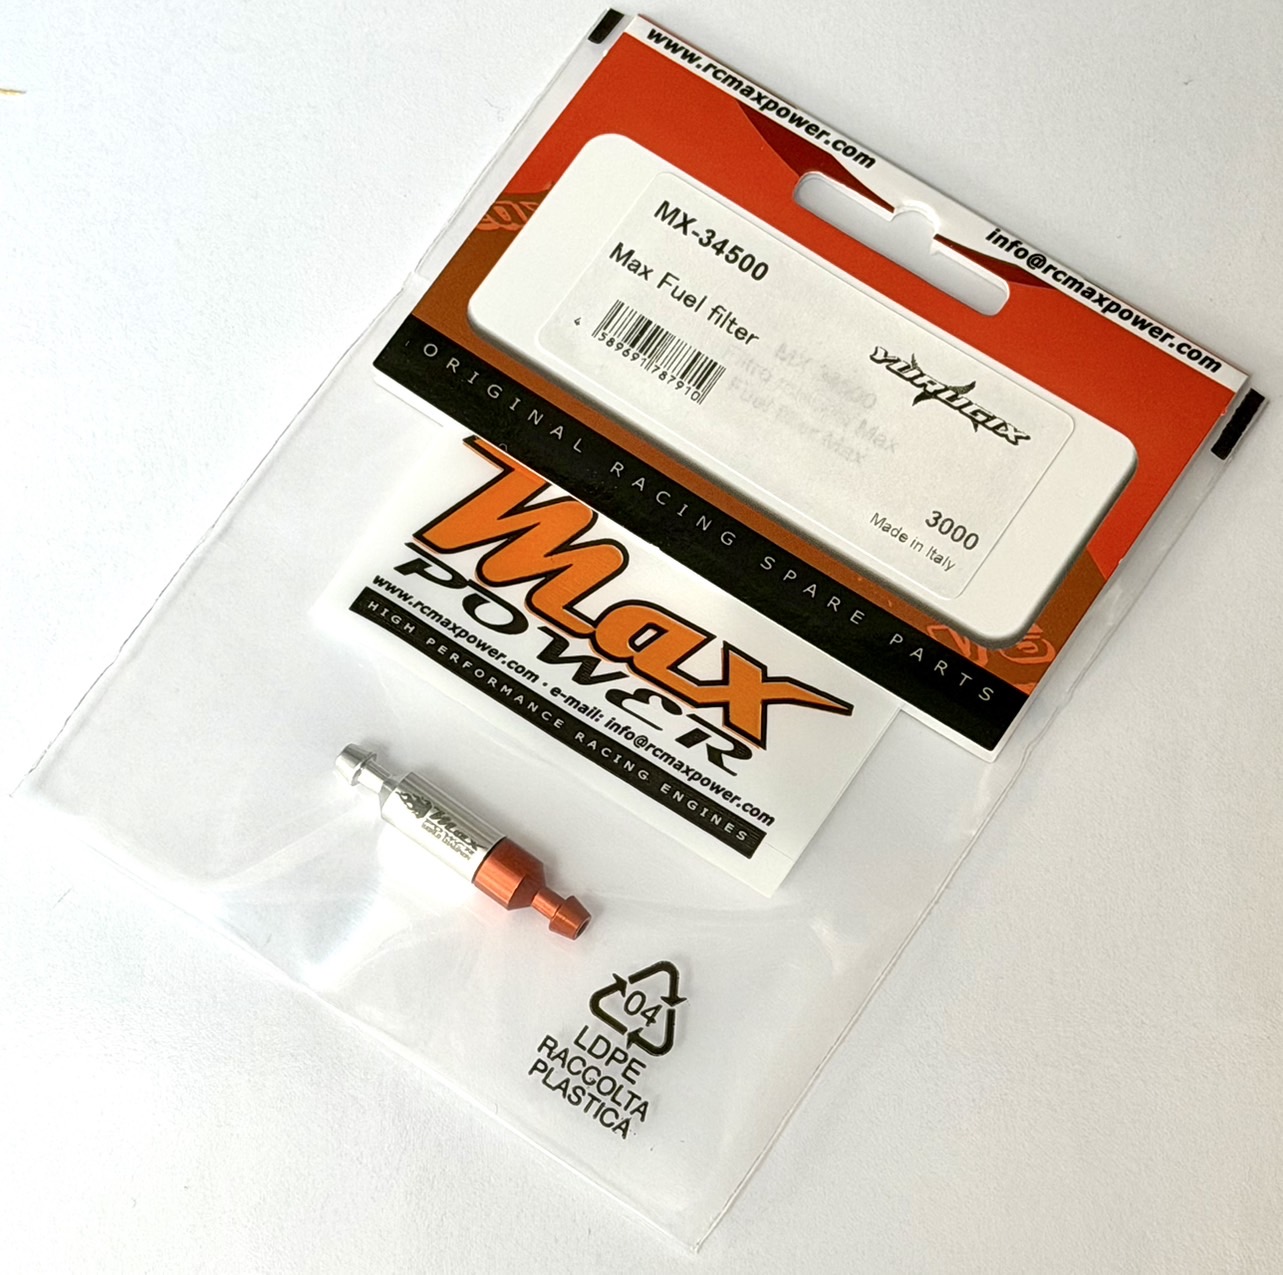 www.rcmaxpower.com
info@rcmaxpower.com
MX-34500
Max Fuel filter
4 589691 787910
YURUGIX
3000
Made in Italy
ORIGINAL RACING SPARE PARTS
Max
POWER
www.rcmaxpower.com · e-mail: info@rcmaxpower.com
HIGH PERFORMANCE RACING ENGINES
Max
04
LDPE
RACCOLTA
PLASTICA